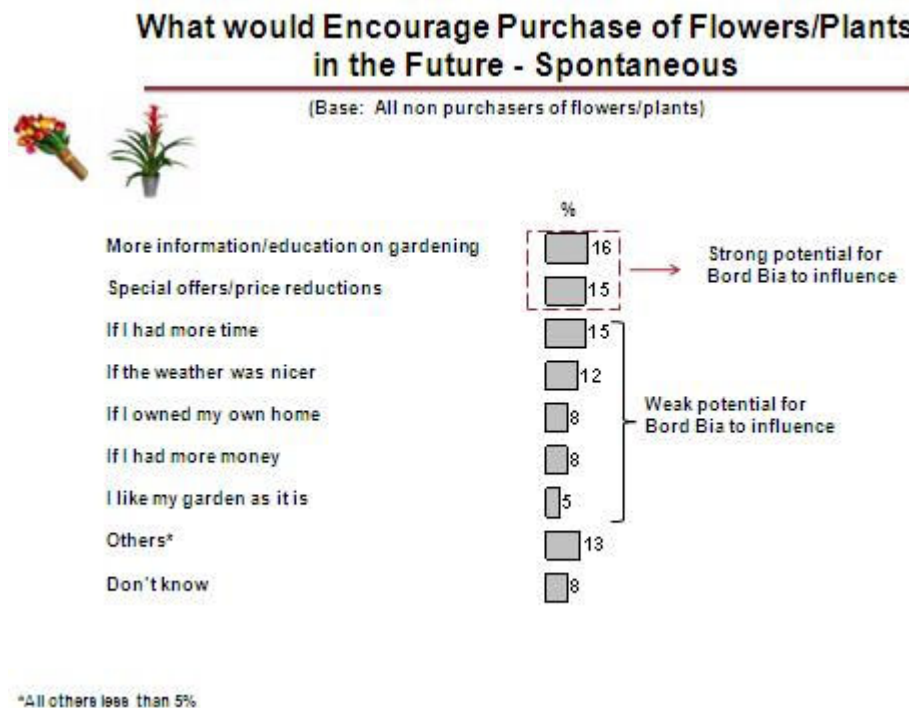 What would Encourage Purchase of Flowers/Plants
in the Future - Spontaneous
(Base: All non purchasers of flowers/plants)
%
More information/education on gardening 16
Special offers/price reductions 15
Strong potential for
Bord Bia to influence
If I had more time 15
If the weather was nicer 12
If I owned my own home 8
If I had more money 8
I like my garden as it is 5
Weak potential for
Bord Bia to influence
Others* 13
Don't know 8
*All others less than 5%